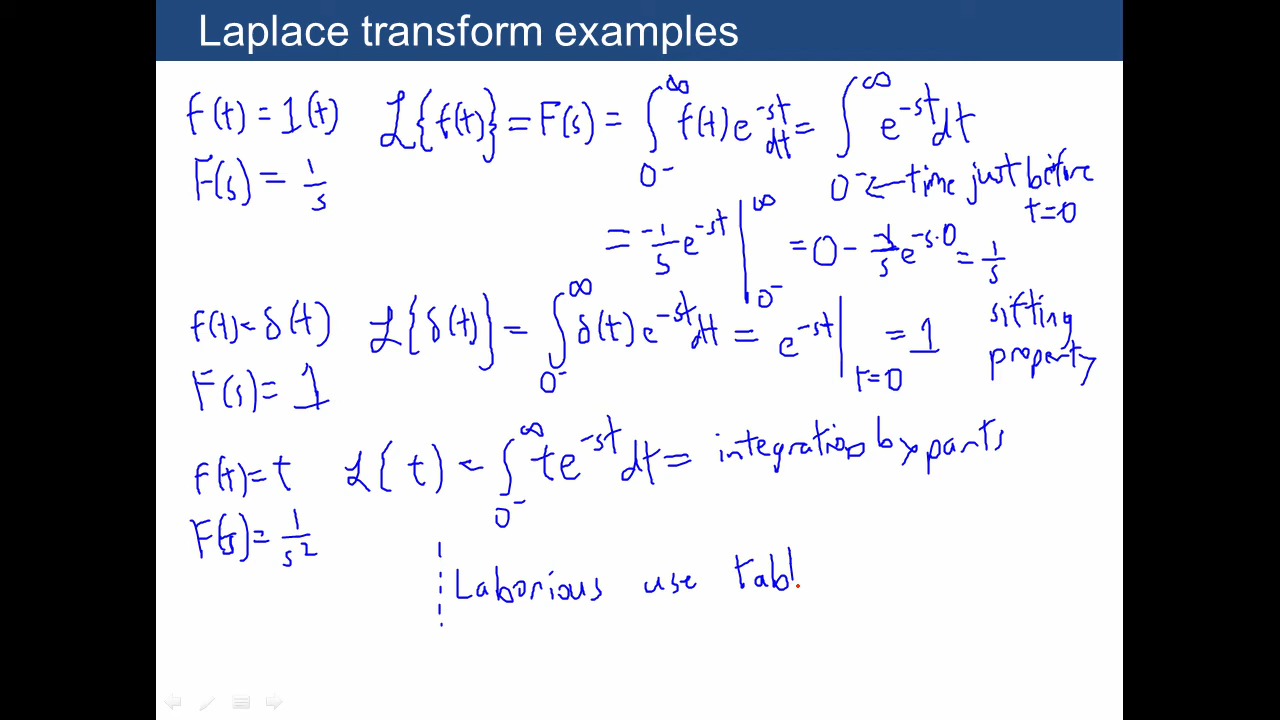 Laplace transform examples
f(t) = 1(t) ℒ{f(t)} = F(s) = ∫₀₋^∞ f(t) e^{-st} dt = ∫₀₋^∞ e^{-st} dt
F(s) = 1/s
0⁻ ← time just before t=0
= -1/s e^{-st} |₀₋^∞ = 0 - -1/s e^{-s·0} = 1/s
f(t) = δ(t) ℒ{δ(t)} = ∫₀₋^∞ δ(t) e^{-st} dt = e^{-st} |_{t=0} = 1 sifting property
F(s) = 1
f(t) = t ℒ{t} = ∫₀₋^∞ t e^{-st} dt = integration by parts
F(s) = 1/s²
Laborious use tabl